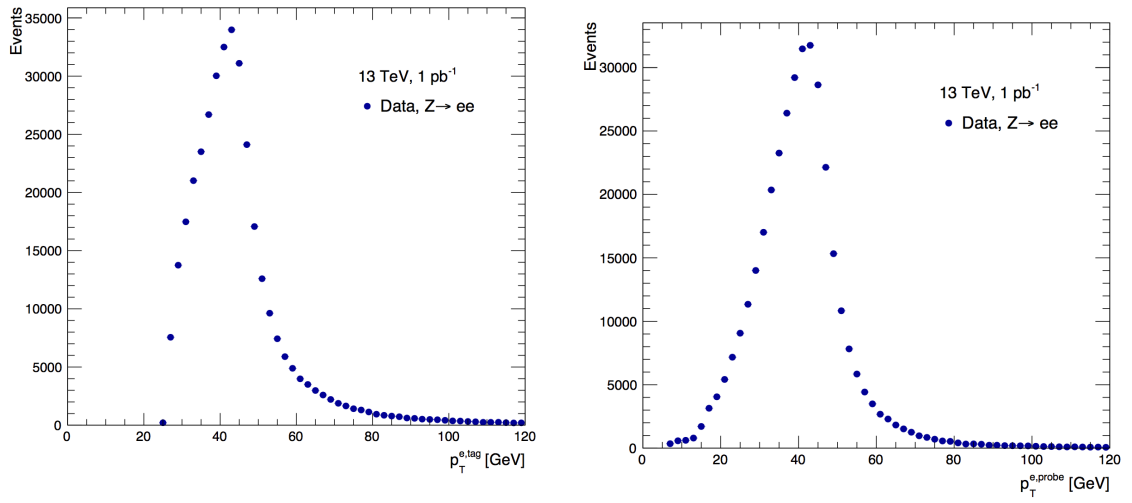 Events
35000
30000
25000
20000
15000
10000
5000
0
13 TeV, 1 pb⁻¹
Data, Z→ ee
0 20 40 60 80 100 120
p_T^{e,tag} [GeV]
Events
30000
25000
20000
15000
10000
5000
0
13 TeV, 1 pb⁻¹
Data, Z→ ee
0 20 40 60 80 100 120
p_T^{e,probe} [GeV]